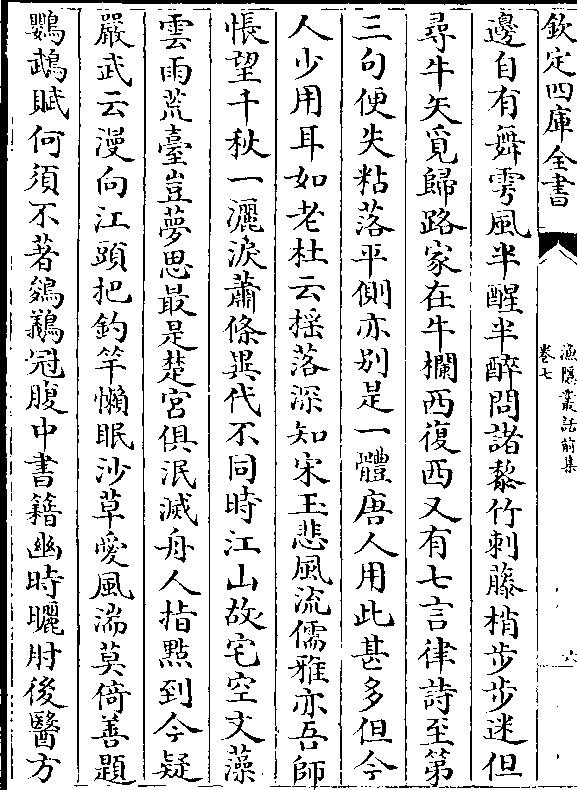 欽定四庫全書
漁隱叢話前集
卷七
六
邊自有舞雩風半醒半醉問諸黎竹刺藤梢步步迷但
尋牛矢覓歸路家在牛欄西復西又有七言律詩至第
三句便失粘落平側亦别是一體唐人用此甚多但今
人少用耳如老杜云揺落深知宋玉悲風流儒雅亦吾師
悵望千秋一灑淚蕭條異代不同時江山故宅空文藻
雲雨荒臺豈夢思最是楚宮俱泯滅舟人指㸃到今疑
嚴武云漫向江頭把釣竿懶眠沙草愛風湍莫倚善題
鸚鵡賦何須不著鵕鸃冠腹中書籍幽時曬肘後醫方